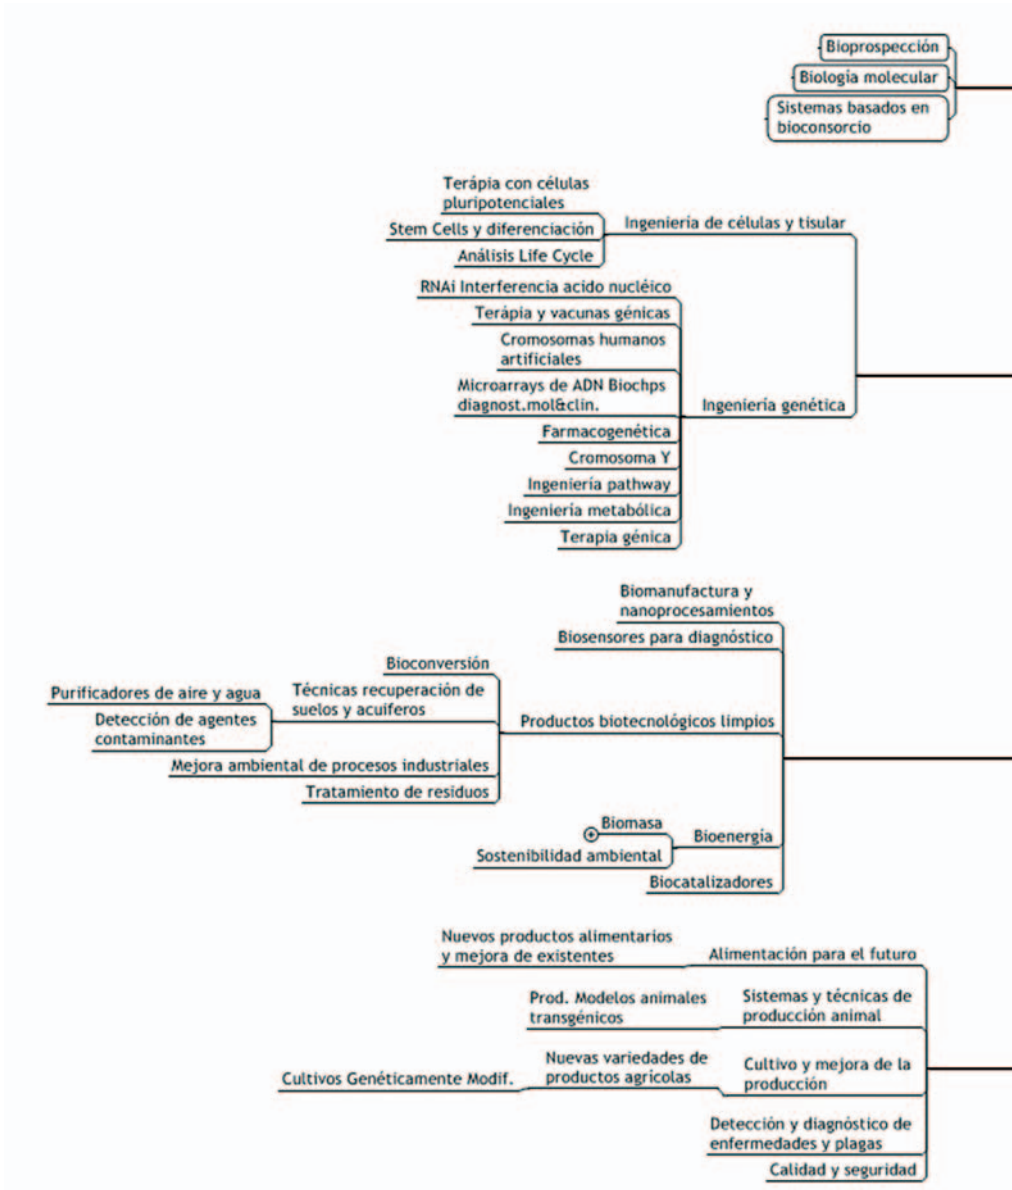 Bioprospección
Biología molecular
Sistemas basados en
bioconsorcio
Terápia con células
pluripotenciales
Stem Cells y diferenciación
Análisis Life Cycle
Ingeniería de células y tisular
RNAi Interferencia acido nucléico
Terápia y vacunas génicas
Cromosomas humanos
artificiales
Microarrays de ADN Biochps
diagnost.mol&clin.
Farmacogenética
Cromosoma Y
Ingeniería pathway
Ingeniería metabólica
Terapia génica
Ingeniería genética
Biomanufactura y
nanoprocesamientos
Biosensores para diagnóstico
Bioconversión
Purificadores de aire y agua
Detección de agentes
contaminantes
Técnicas recuperación de
suelos y acuíferos
Mejora ambiental de procesos industriales
Tratamiento de residuos
Productos biotecnológicos limpios
Biomasa
Sostenibilidad ambiental
Bioenergía
Biocatalizadores
Nuevos productos alimentarios
y mejora de existentes
Alimentación para el futuro
Prod. Modelos animales
transgénicos
Sistemas y técnicas de
producción animal
Cultivos Genéticamente Modif.
Nuevas variedades de
productos agrícolas
Cultivo y mejora de la
producción
Detección y diagnóstico de
enfermedades y plagas
Calidad y seguridad